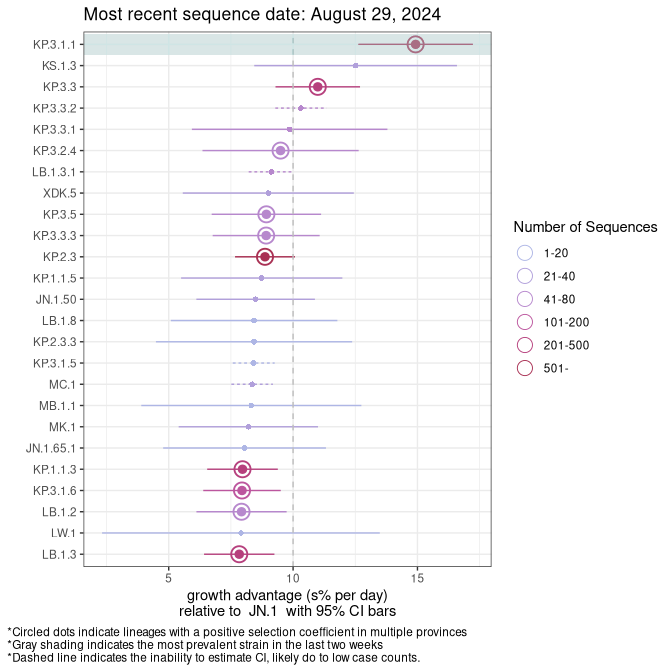 Most recent sequence date: August 29, 2024
KP.3.1.1
KS.1.3
KP.3.3
KP.3.3.2
KP.3.3.1
KP.3.2.4
LB.1.3.1
XDK.5
KP.3.5
KP.3.3.3
KP.2.3
KP.1.1.5
JN.1.50
LB.1.8
KP.2.3.3
KP.3.1.5
MC.1
MB.1.1
MK.1
JN.1.65.1
KP.1.1.3
KP.3.1.6
LB.1.2
LW.1
LB.1.3
5 10 15
growth advantage (s% per day)
relative to JN.1 with 95% CI bars
Number of Sequences
1-20
21-40
41-80
101-200
201-500
501-
*Circled dots indicate lineages with a positive selection coefficient in multiple provinces
*Gray shading indicates the most prevalent strain in the last two weeks
*Dashed line indicates the inability to estimate CI, likely do to low case counts.